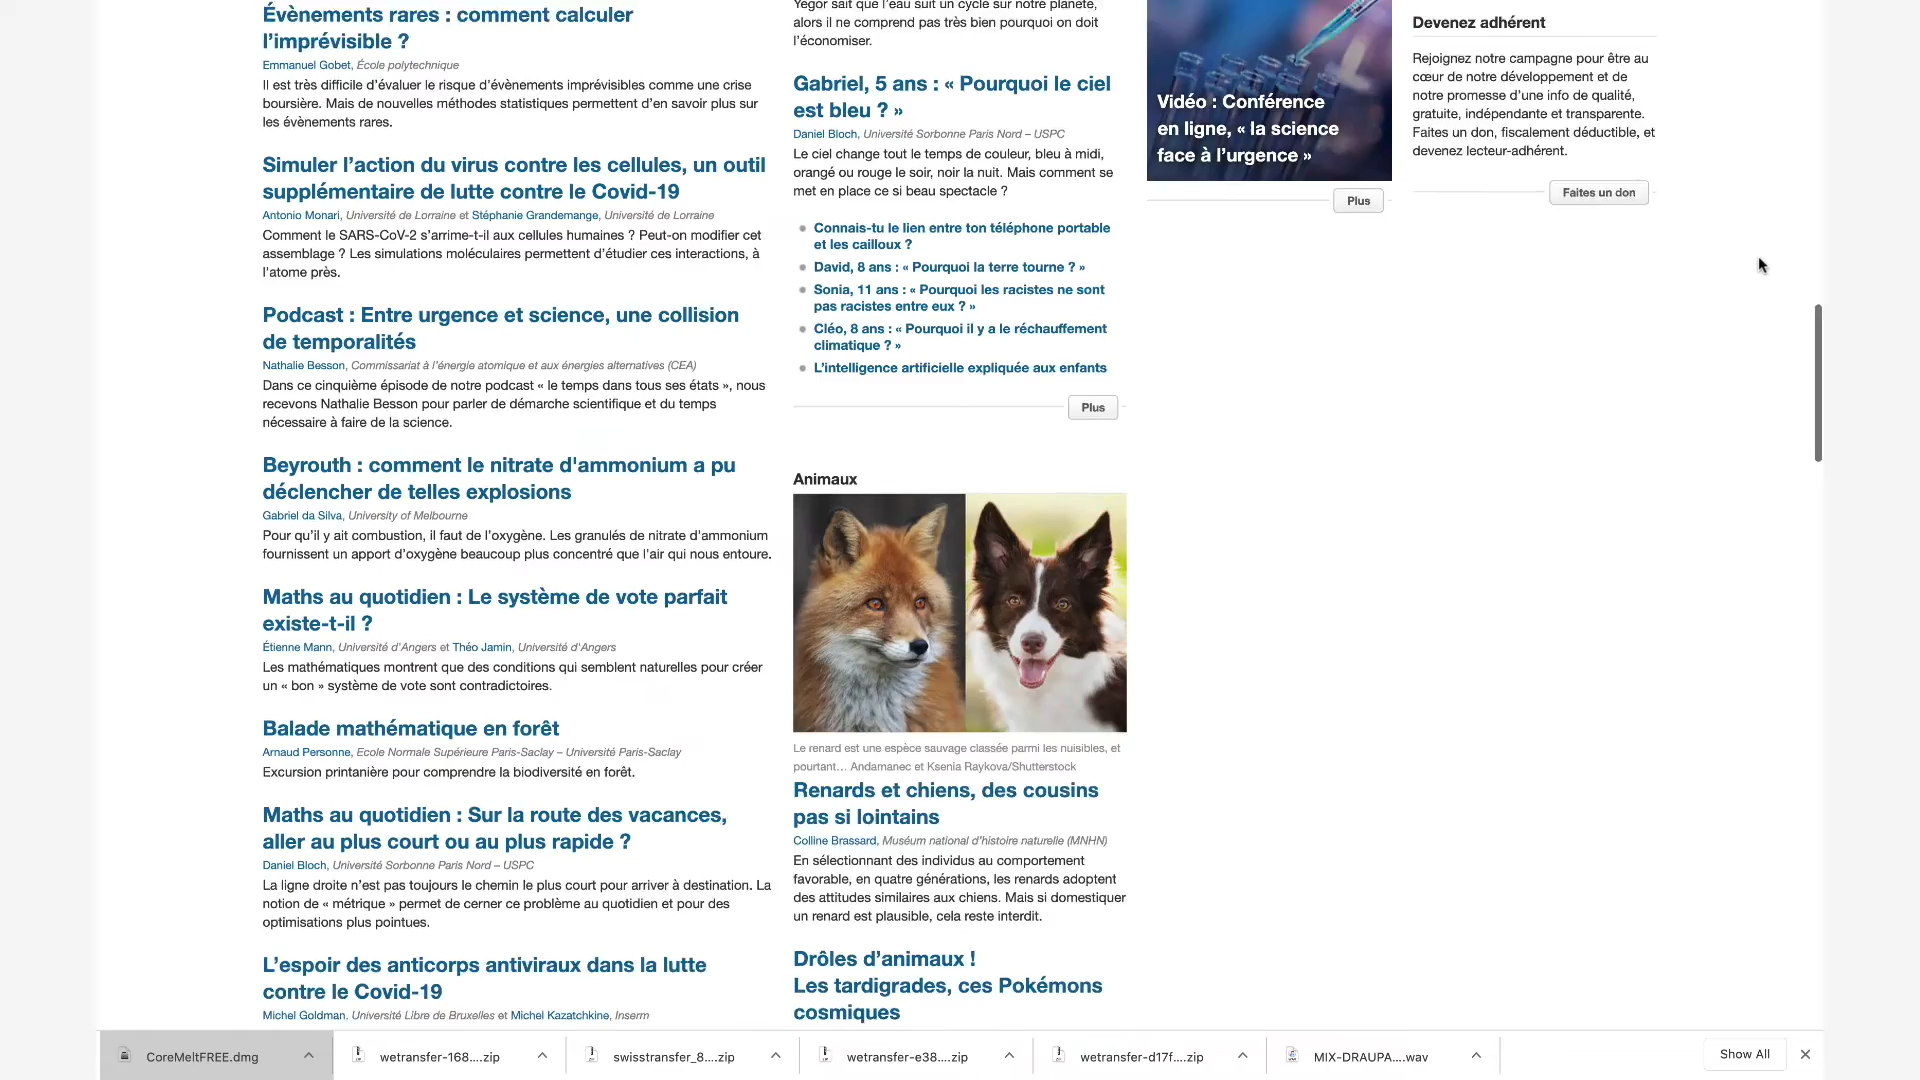 Évènements rares : comment calculer
l’imprévisible ?
Emmanuel Gobet, École polytechnique
Il est très difficile d’évaluer le risque d’évènements imprévisibles comme une crise
boursière. Mais de nouvelles méthodes statistiques permettent d’en savoir plus sur
les évènements rares.
Simuler l’action du virus contre les cellules, un outil
supplémentaire de lutte contre le Covid-19
Antonio Monari, Université de Lorraine et Stéphanie Grandemange, Université de Lorraine
Comment le SARS-CoV-2 s’arrime-t-il aux cellules humaines ? Peut-on modifier cet
assemblage ? Les simulations moléculaires permettent d’étudier ces interactions, à
l’atome près.
Podcast : Entre urgence et science, une collision
de temporalités
Nathalie Besson, Commissariat à l’énergie atomique et aux énergies alternatives (CEA)
Dans ce cinquième épisode de notre podcast « le temps dans tous ses états », nous
recevons Nathalie Besson pour parler de démarche scientifique et du temps
nécessaire à faire de la science.
Beyrouth : comment le nitrate d'ammonium a pu
déclencher de telles explosions
Gabriel da Silva, University of Melbourne
Pour qu’il y ait combustion, il faut de l’oxygène. Les granulés de nitrate d’ammonium
fournissent un apport d’oxygène beaucoup plus concentré que l’air qui nous entoure.
Maths au quotidien : Le système de vote parfait
existe-t-il ?
Étienne Mann, Université d’Angers et Théo Jamin, Université d’Angers
Les mathématiques montrent que des conditions qui semblent naturelles pour créer
un « bon » système de vote sont contradictoires.
Balade mathématique en forêt
Arnaud Personne, Ecole Normale Supérieure Paris-Saclay – Université Paris-Saclay
Excursion printanière pour comprendre la biodiversité en forêt.
Maths au quotidien : Sur la route des vacances,
aller au plus court ou au plus rapide ?
Daniel Bloch, Université Sorbonne Paris Nord – USPC
La ligne droite n’est pas toujours le chemin le plus court pour arriver à destination. La
notion de « métrique » permet de cerner ce problème au quotidien et pour des
optimisations plus pointues.
L’espoir des anticorps antiviraux dans la lutte
contre le Covid-19
Michel Goldman, Université Libre de Bruxelles et Michel Kazatchkine, Inserm
Yegor sait que l’eau suit un cycle sur notre planète,
alors il ne comprend pas très bien pourquoi on doit
l’économiser.
Gabriel, 5 ans : « Pourquoi le ciel
est bleu ? »
Daniel Bloch, Université Sorbonne Paris Nord – USPC
Le ciel change tout le temps de couleur, bleu à midi,
orangé ou rouge le soir, noir la nuit. Mais comment se
met en place ce si beau spectacle ?
Connais-tu le lien entre ton téléphone portable
et les cailloux ?
David, 8 ans : « Pourquoi la terre tourne ? »
Sonia, 11 ans : « Pourquoi les racistes ne sont
pas racistes entre eux ? »
Cléo, 8 ans : « Pourquoi il y a le réchauffement
climatique ? »
L’intelligence artificielle expliquée aux enfants
Plus
Animaux
Le renard est une espèce sauvage classée parmi les nuisibles, et
pourtant… Andamanec et Ksenia Raykova/Shutterstock
Renards et chiens, des cousins
pas si lointains
Colline Brassard, Muséum national d’histoire naturelle (MNHN)
En sélectionnant des individus au comportement
favorable, en quatre générations, les renards adoptent
des attitudes similaires aux chiens. Mais si domestiquer
un renard est plausible, cela reste interdit.
Drôles d’animaux !
Les tardigrades, ces Pokémons
cosmiques
Vidéo : Conférence
en ligne, « la science
face à l’urgence »
Plus
Devenez adhérent
Rejoignez notre campagne pour être au
cœur de notre développement et de
notre promesse d’une info de qualité,
gratuite, indépendante et transparente.
Faites un don, fiscalement déductible, et
devenez lecteur-adhérent.
Faites un don
CoreMeltFREE.dmg
wetransfer-168....zip
swisstransfer_8....zip
wetransfer-e38....zip
wetransfer-d17f....zip
MIX-DRAUPA....wav
Show All